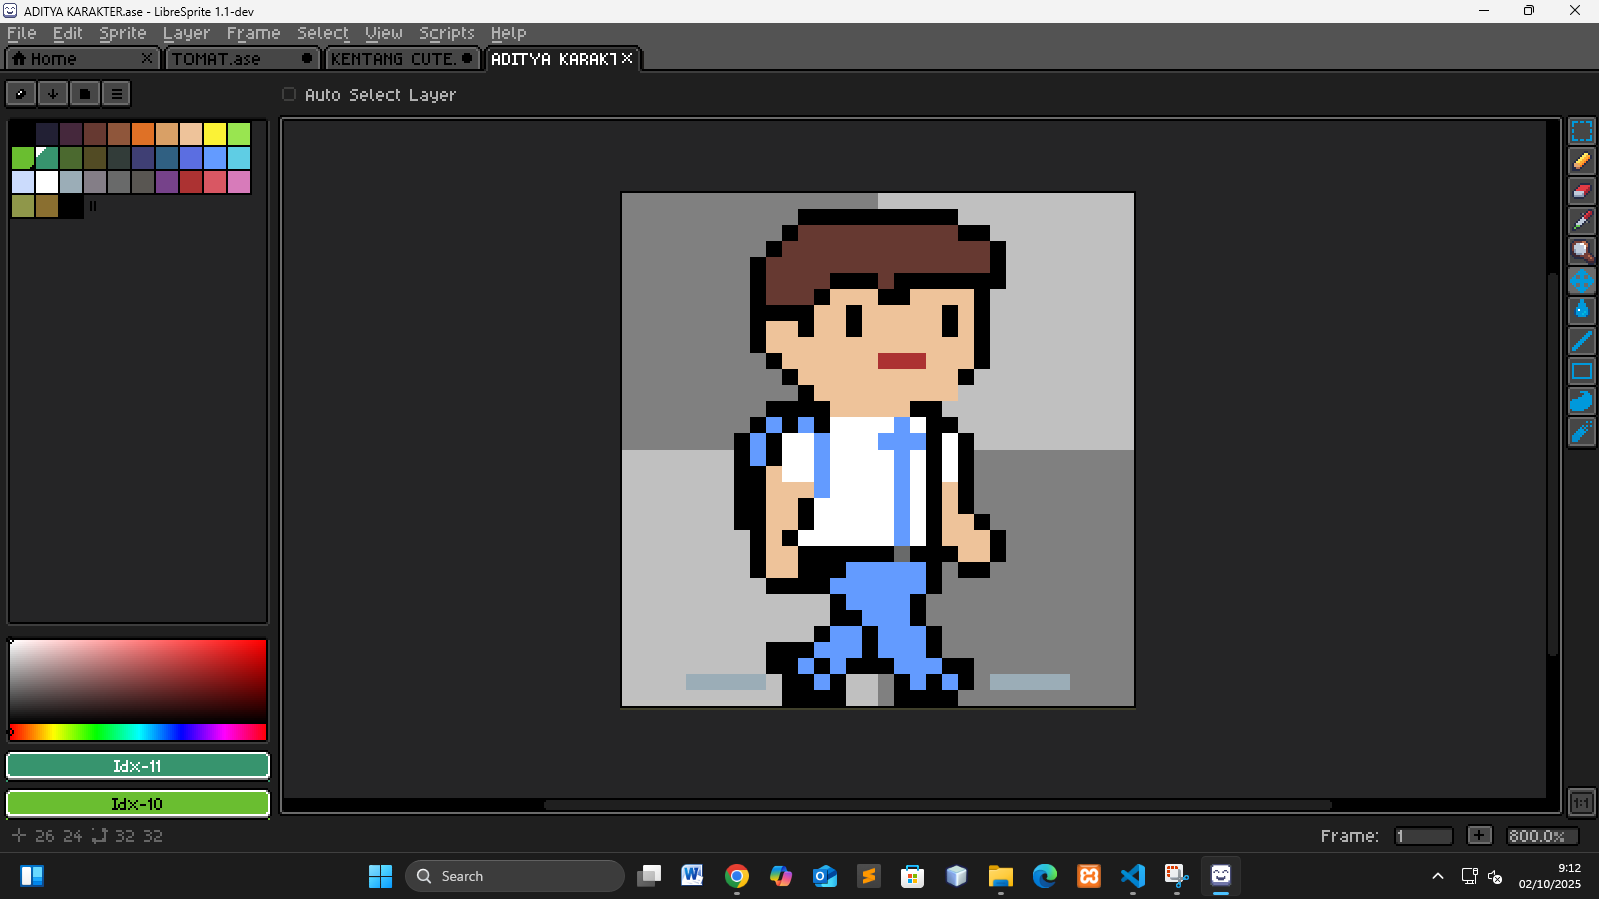 ADITYA KARAKTER.ase - LibreSprite 1.1-dev
File Edit Sprite Layer Frame Select View Scripts Help
Home TOMAT.ase KENTANG CUTE. ADITYA KARAKT
Auto Select Layer
Idx-11
Idx-10
26 24 32 32
Frame: 1 + 800.0%
1:1
Search
9:12
02/10/2025